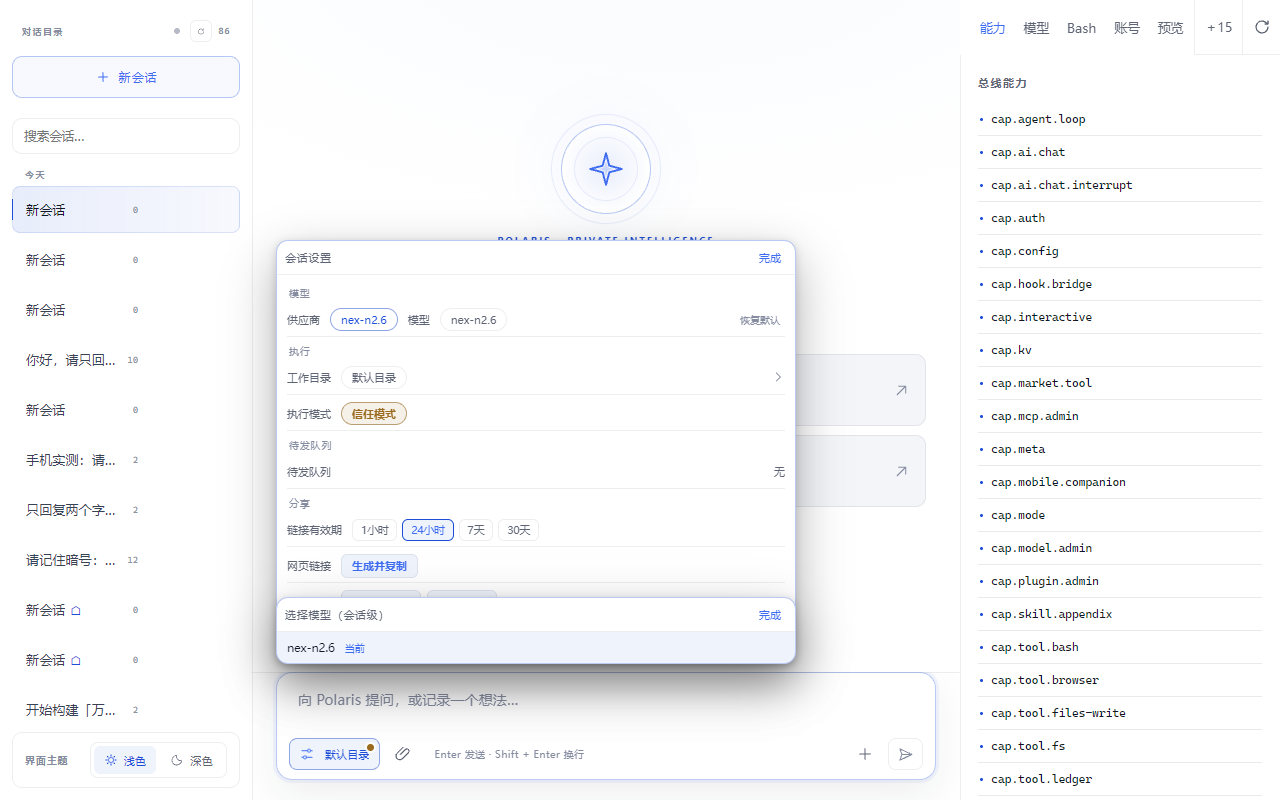 对话目录
86
+ 新会话
搜索会话...
今天
新会话 0
新会话 0
新会话 0
你好，请只回... 10
新会话 0
手机实测：请... 2
只回复两个字... 2
请记住暗号：... 12
新会话 0
新会话 0
开始构建「万... 2
界面主题 浅色 深色
POLARIS PRIVATE INTELLIGENCE
会话设置 完成
模型
供应商 nex-n2.6 模型 nex-n2.6 恢复默认
执行
工作目录 默认目录
执行模式 信任模式
待发队列
待发队列 无
分享
链接有效期 1小时 24小时 7天 30天
网页链接 生成并复制
选择模型（会话级） 完成
nex-n2.6 当前
向 Polaris 提问，或记录一个想法...
默认目录 Enter 发送 · Shift + Enter 换行
能力 模型 Bash 账号 预览 +15
总线能力
• cap.agent.loop
• cap.ai.chat
• cap.ai.chat.interrupt
• cap.auth
• cap.config
• cap.hook.bridge
• cap.interactive
• cap.kv
• cap.market.tool
• cap.mcp.admin
• cap.meta
• cap.mobile.companion
• cap.mode
• cap.model.admin
• cap.plugin.admin
• cap.skill.appendix
• cap.tool.bash
• cap.tool.browser
• cap.tool.files-write
• cap.tool.fs
• cap.tool.ledger